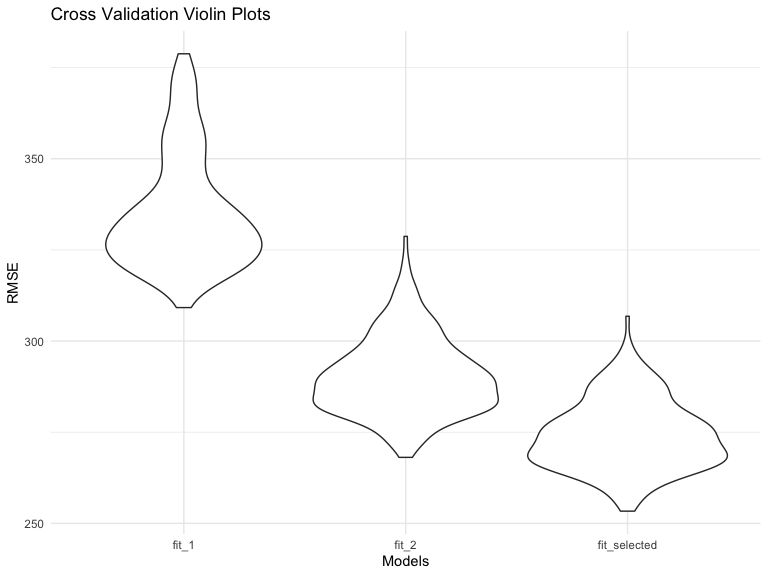 Cross Validation Violin Plots
RMSE
350
300
250
fit_1
fit_2
fit_selected
Models